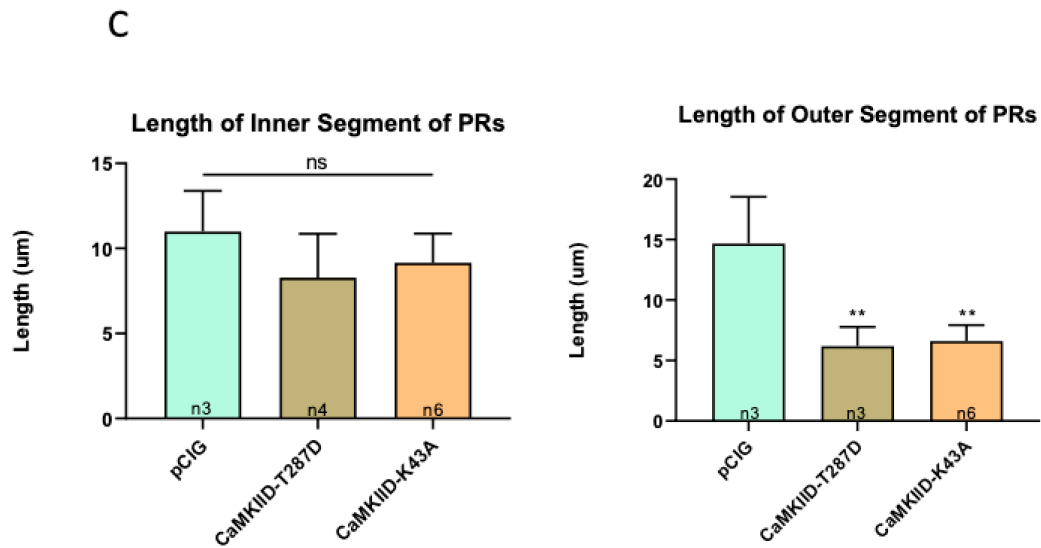 C
Length of Inner Segment of PRs
Length (um)
15
10
5
0
ns
n3
n4
n6
pCIG
CaMKIID-T287D
CaMKIID-K43A
Length of Outer Segment of PRs
Length (um)
20
15
10
5
0
**
**
n3
n3
n6
pCIG
CaMKIID-T287D
CaMKIID-K43A